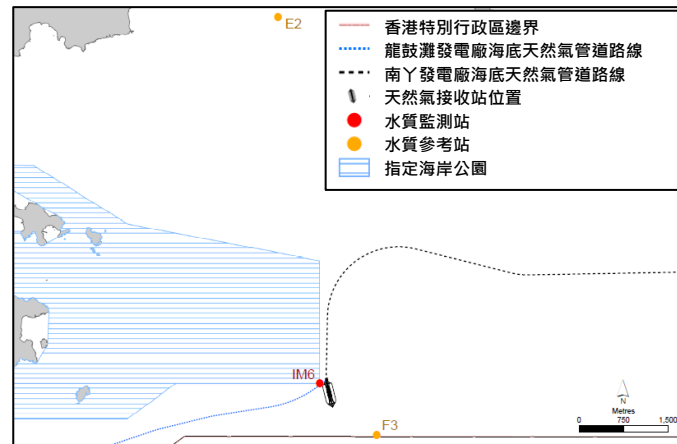 E2
香港特別行政區邊界
龍鼓灘發電廠海底天然氣管道路線
南丫發電廠海底天然氣管道路線
天然氣接收站位置
水質監測站
水質參考站
指定海岸公園
IM6
F3
N
Metres
0 750 1,500